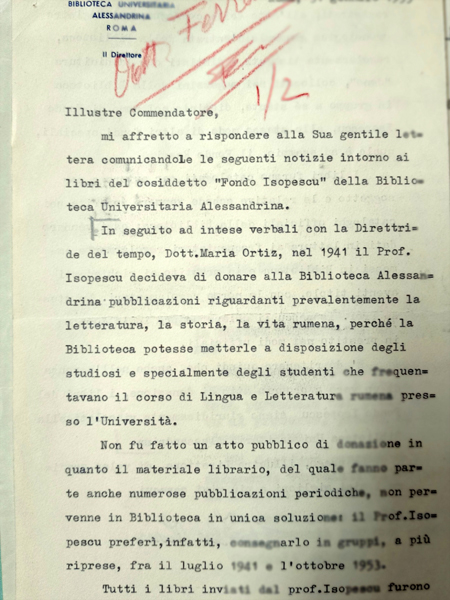 BIBLIOTECA UNIVERSITARIA
ALESSANDRINA
ROMA
Il Direttore
Dott.
1/2
Illustre Commendatore,
mi affretto a rispondere alla Sua gentile let=
tera comunicandole le seguenti notizie intorno ai
libri del cosiddetto "Fondo Isopescu" della Biblio=
teca Universitaria Alessandrina.
In seguito ad intese verbali con la Direttri=
de del tempo, Dott.Maria Ortiz, nel 1941 il Prof.
Isopescu decideva di donare alla Biblioteca Alessan=
drina pubblicazioni riguardanti prevalentemente la
letteratura, la storia, la vita rumena, perché la
Biblioteca potesse metterle a disposizione degli
studiosi e specialmente degli studenti che frequen=
tavano il corso di Lingua e Letteratura rumena pres=
so l'Università.
Non fu fatto un atto pubblico di donazione in
quanto il materiale librario, del quale fanno par=
te anche numerose pubblicazioni periodiche, non per=
venne in Biblioteca in unica soluzione: il Prof.Iso=
pescu preferì,infatti, consegnarlo in gruppi, a più
riprese, fra il luglio 1941 e l'ottobre 1953.
Tutti i libri inviati dal prof.Isopescu furono